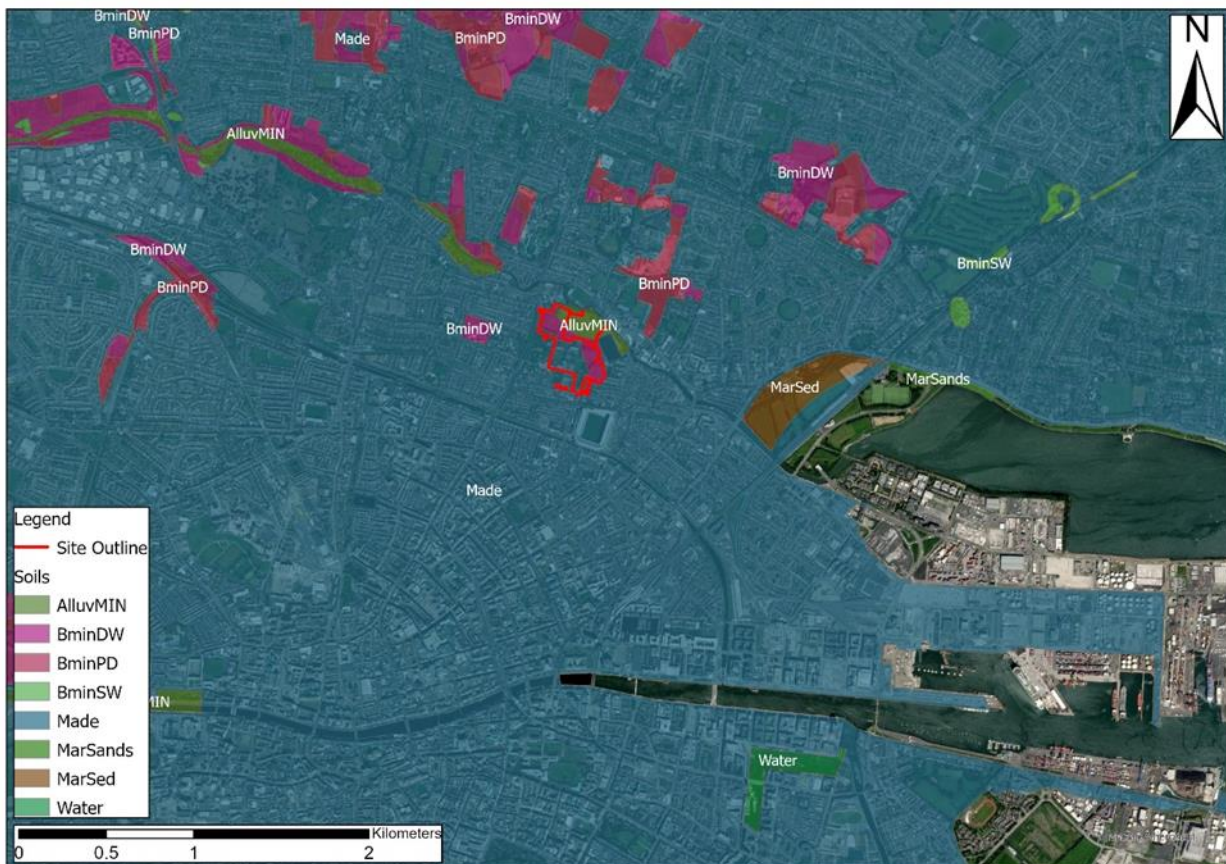 BminDW
BminPD
Made
BminDW
BminPD
N
AlluvMIN
BminDW
BminDW
BminPD
BminSW
BminPD
BminDW
AlluvMIN
MarSed
MarSands
Made
MIN
Water
Legend
Site Outline
Soils
AlluvMIN
BminDW
BminPD
BminSW
Made
MarSands
MarSed
Water
Kilometers
0 0.5 1 2